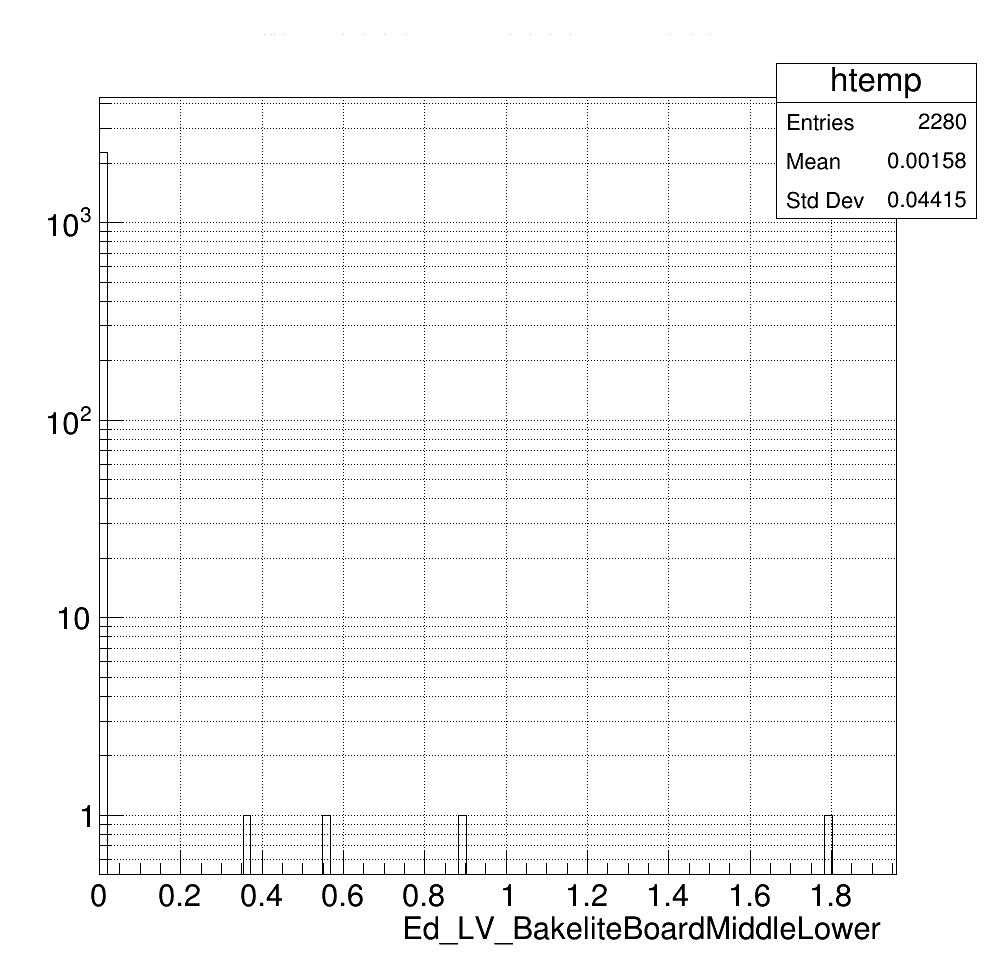 htemp
Entries 2280
Mean 0.00158
Std Dev 0.04415
10³
10²
10
1
0 0.2 0.4 0.6 0.8 1 1.2 1.4 1.6 1.8
Ed_LV_BakeliteBoardMiddleLower